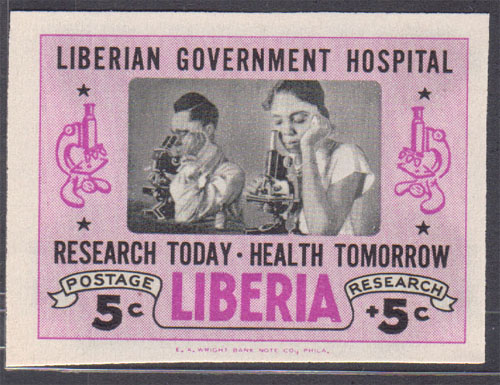 LIBERIAN GOVERNMENT HOSPITAL
RESEARCH TODAY · HEALTH TOMORROW
POSTAGE
5c
LIBERIA
RESEARCH
+5c
E. A. WRIGHT BANK NOTE CO., PHILA.